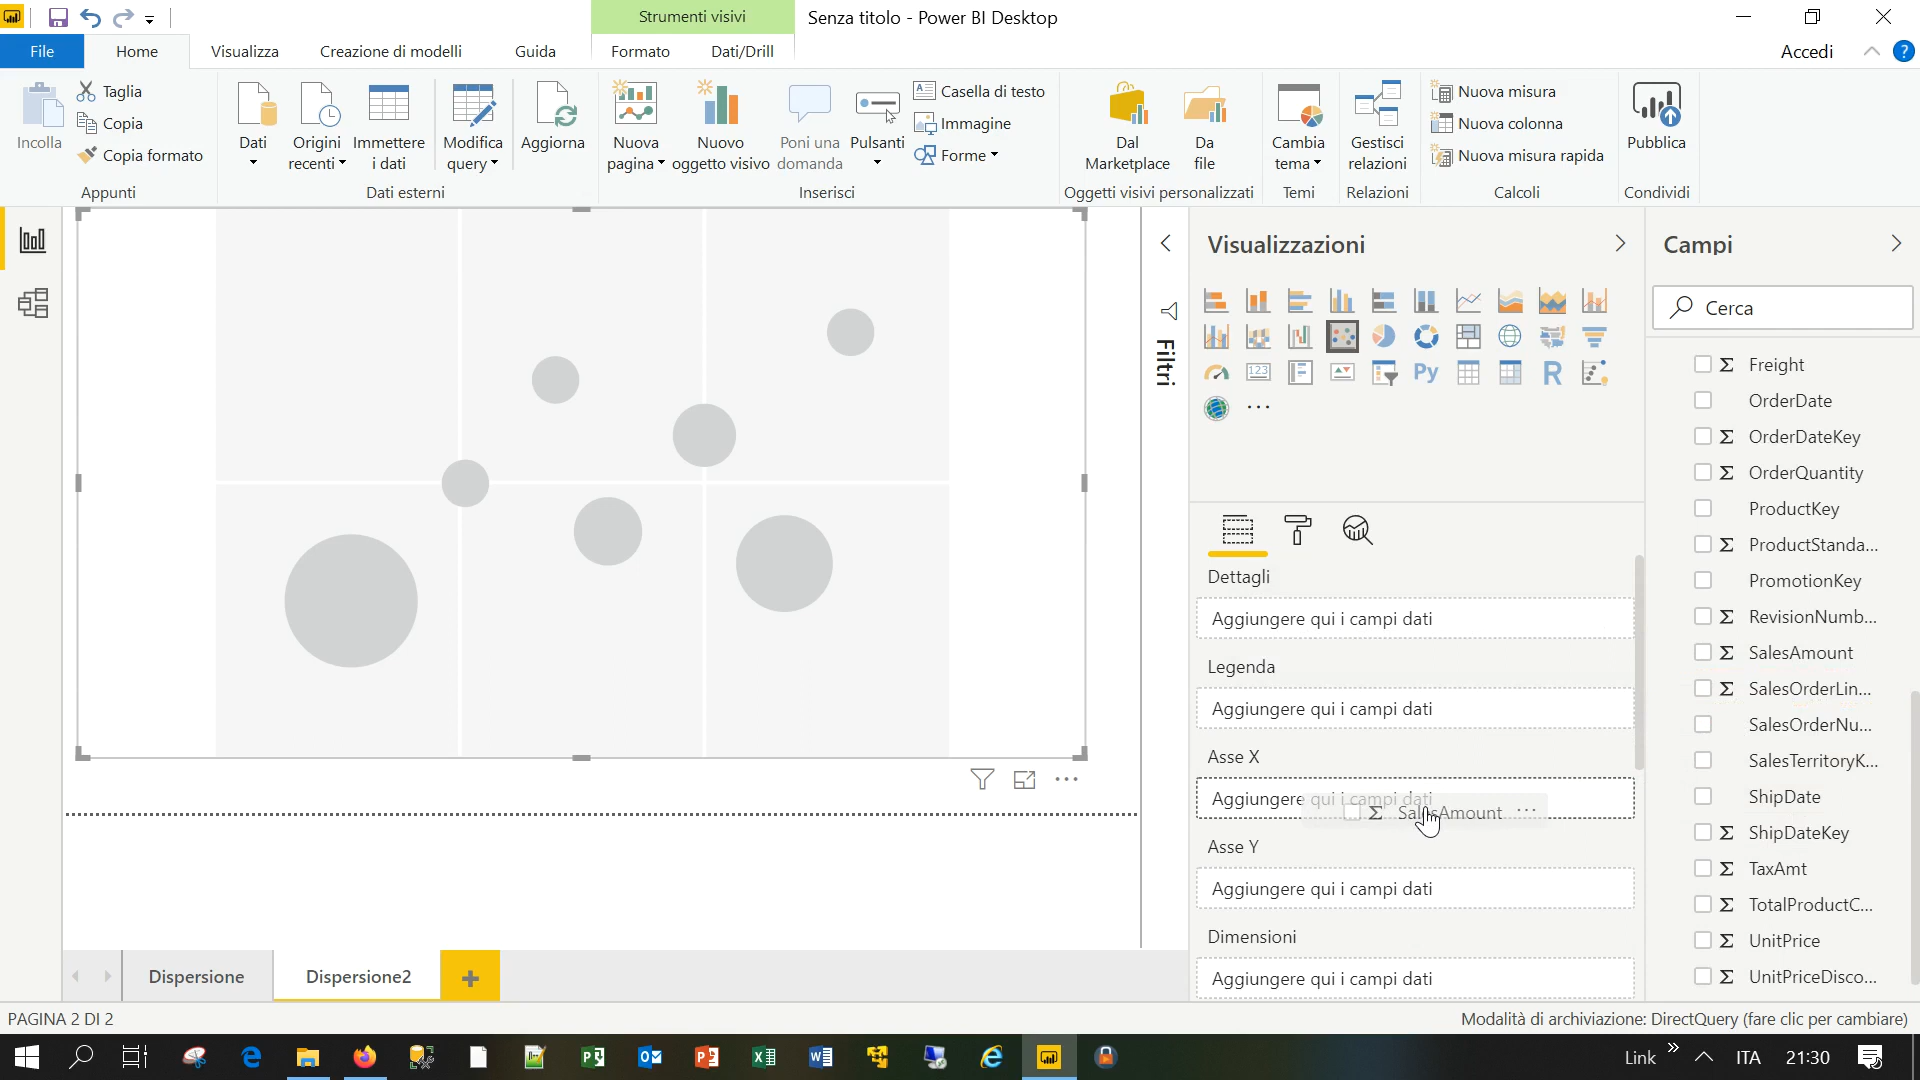 Strumenti visivi
Senza titolo - Power BI Desktop
File
Home
Visualizza
Creazione di modelli
Guida
Formato
Dati/Drill
Accedi
?
Incolla
Taglia
Copia
Copia formato
Appunti
Dati
Origini recenti
Immettere i dati
Modifica query
Aggiorna
Dati esterni
Nuova pagina
Nuovo oggetto visivo
Poni una domanda
Pulsanti
Casella di testo
Immagine
Forme
Inserisci
Dal Marketplace
Da file
Oggetti visivi personalizzati
Cambia tema
Temi
Gestisci relazioni
Relazioni
Nuova misura
Nuova colonna
Nuova misura rapida
Calcoli
Pubblica
Condividi
Filtri
Visualizzazioni
123
Py
R
Dettagli
Aggiungere qui i campi dati
Legenda
Aggiungere qui i campi dati
Asse X
Aggiungere qui i campi dati
SalesAmount
Asse Y
Aggiungere qui i campi dati
Dimensioni
Aggiungere qui i campi dati
Campi
Cerca
Freight
OrderDate
OrderDateKey
OrderQuantity
ProductKey
ProductStanda...
PromotionKey
RevisionNumb...
SalesAmount
SalesOrderLin...
SalesOrderNu...
SalesTerritoryK...
ShipDate
ShipDateKey
TaxAmt
TotalProductC...
UnitPrice
UnitPriceDisco...
Dispersione
Dispersione2
PAGINA 2 DI 2
Modalità di archiviazione: DirectQuery (fare clic per cambiare)
Link
ITA
21:30